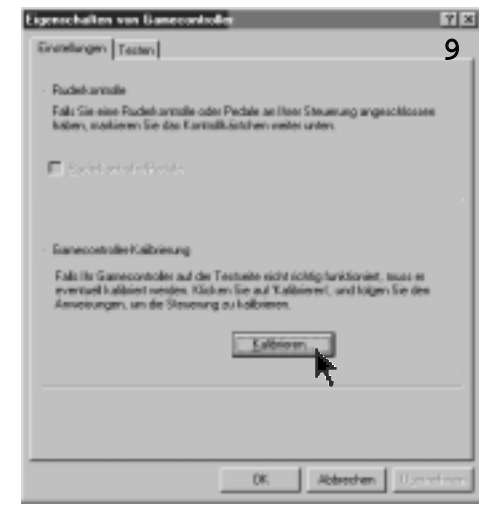 Eigenschaften von Gamecontroller
Einstellungen Testen
9
Ruderkontrolle
Falls Sie eine Ruderkontrolle oder Pedale an Ihrer Steuerung angeschlossen
haben, markieren Sie das Kontrollkästchen weiter unten.
Ruderkontrolle/Pedale
Gamecontroller-Kalibrierung
Falls Ihr Gamecontroller auf der Testseite nicht richtig funktioniert, muss er
eventuell kalibriert werden. Klicken Sie auf 'Kalibrieren', und folgen Sie den
Anweisungen, um die Steuerung zu kalibrieren.
Kalibrieren...
OK Abbrechen Übernehmen